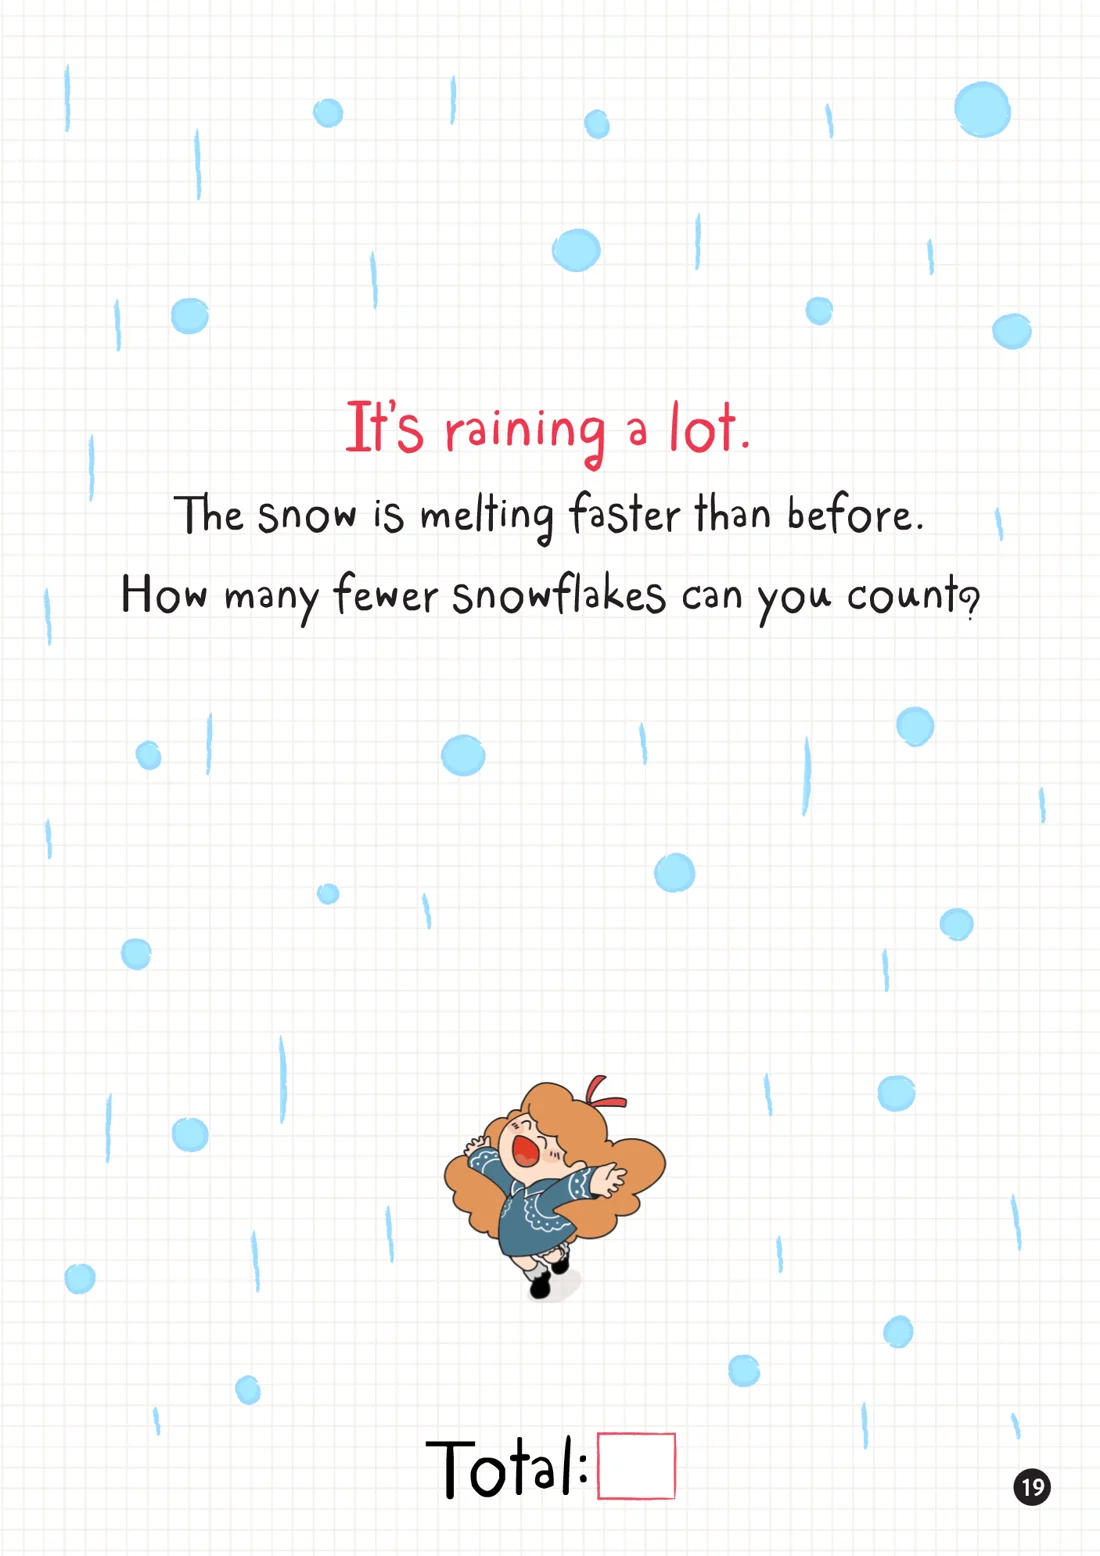 It's raining a lot.
The snow is melting faster than before.
How many fewer snowflakes can you count?
Total:
19